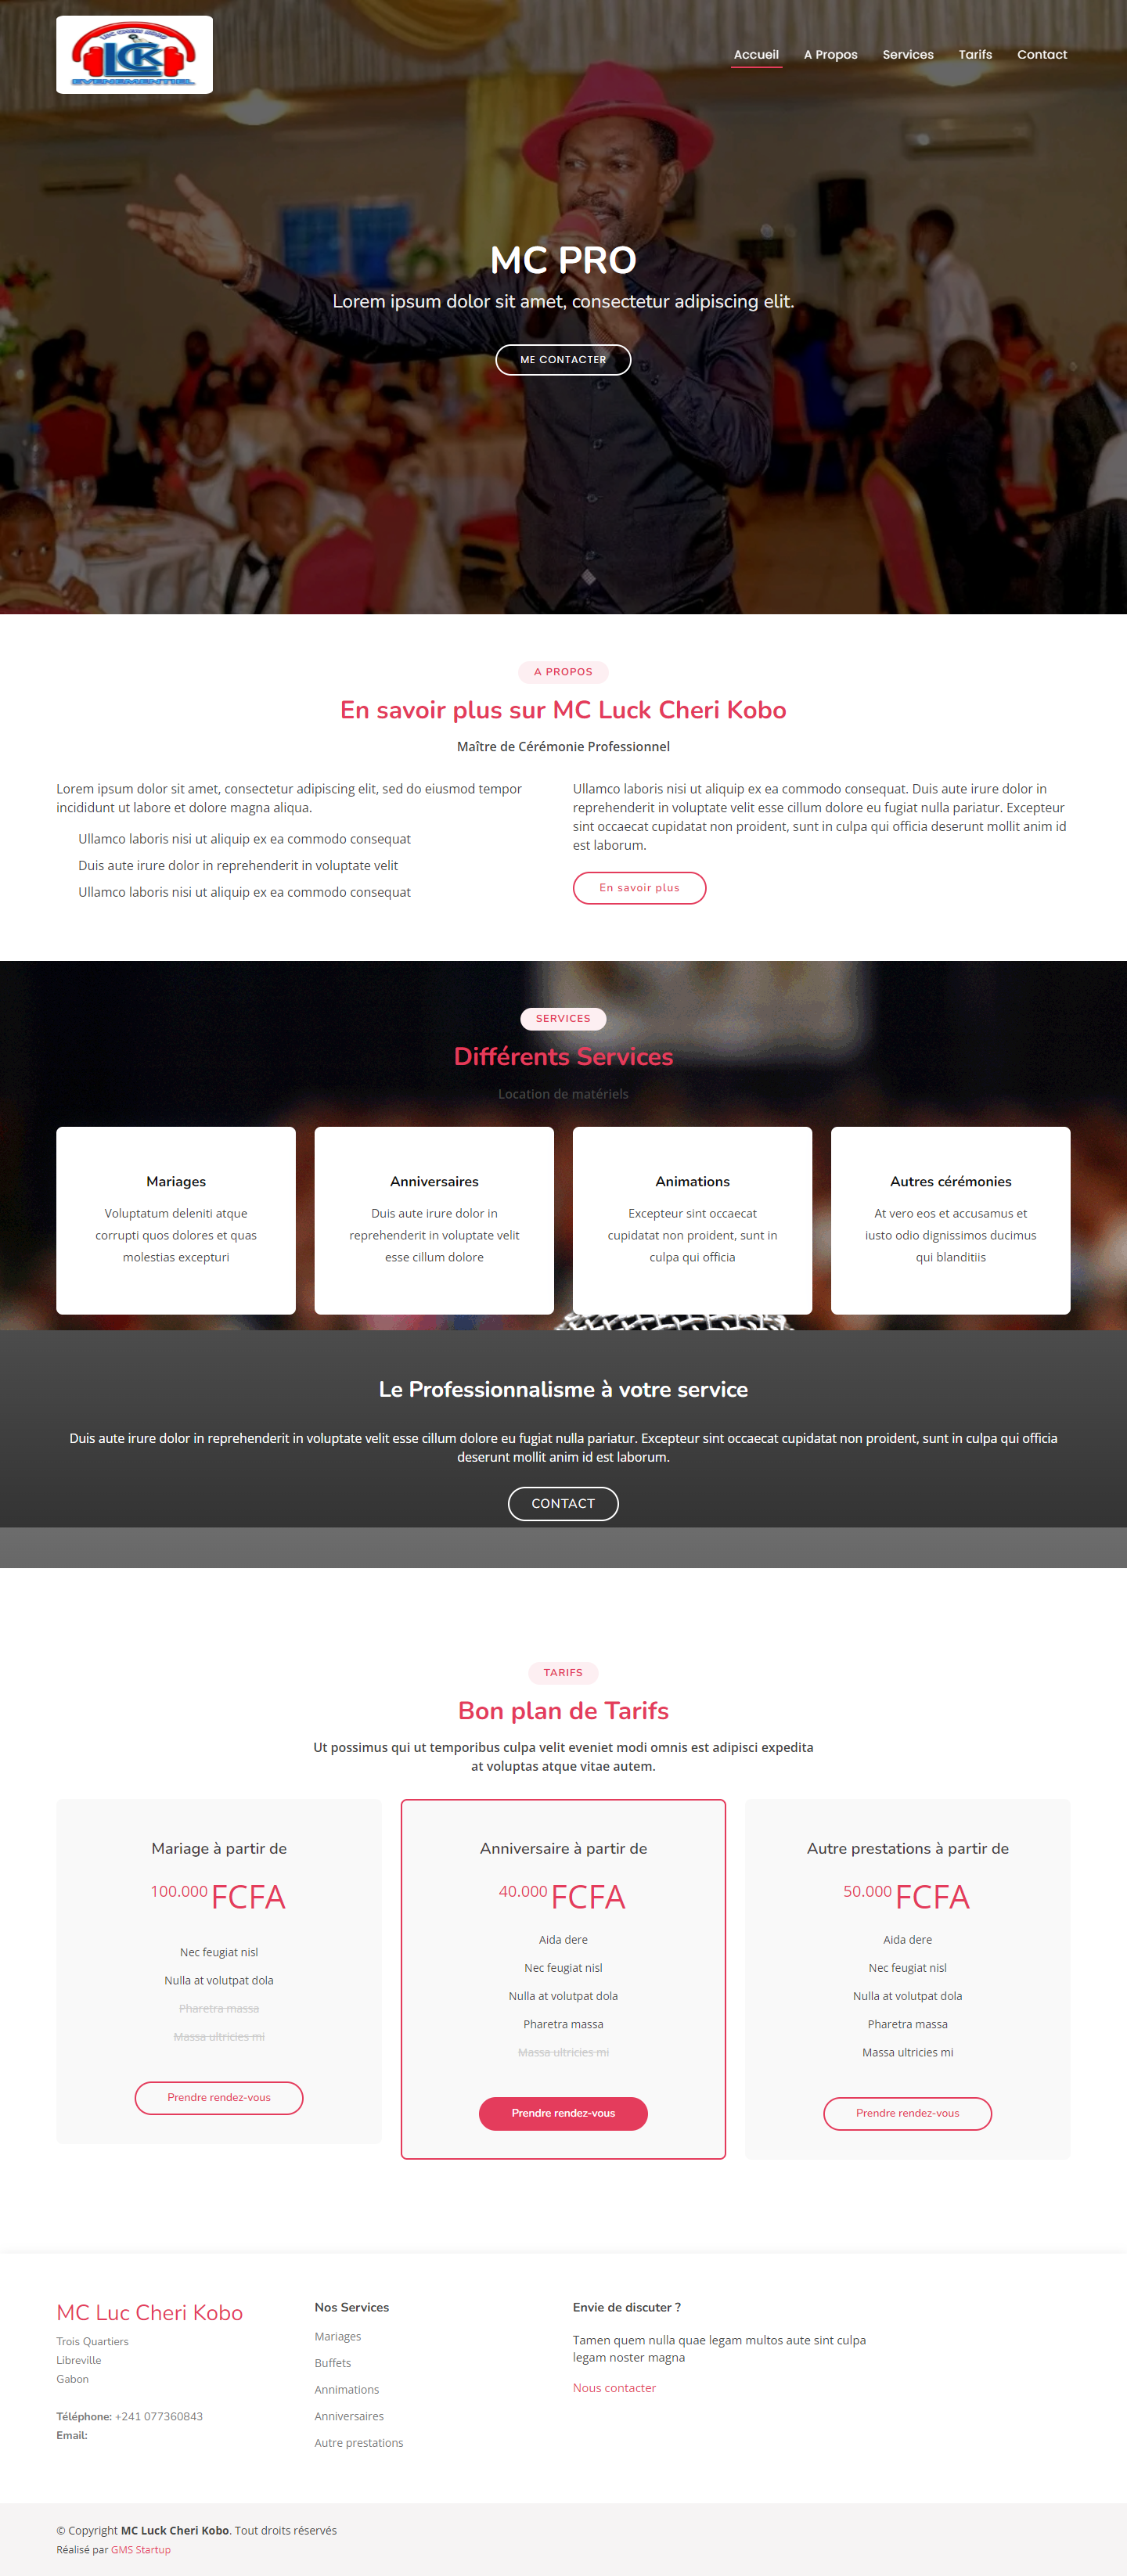 LUC CHERI KOBO
LCK
EVENEMENTIEL
Accueil
A Propos
Services
Tarifs
Contact
MC PRO
Lorem ipsum dolor sit amet, consectetur adipiscing elit.
ME CONTACTER
A PROPOS
En savoir plus sur MC Luck Cheri Kobo
Maître de Cérémonie Professionnel
Lorem ipsum dolor sit amet, consectetur adipiscing elit, sed do eiusmod tempor
incididunt ut labore et dolore magna aliqua.
Ullamco laboris nisi ut aliquip ex ea commodo consequat
Duis aute irure dolor in reprehenderit in voluptate velit
Ullamco laboris nisi ut aliquip ex ea commodo consequat
Ullamco laboris nisi ut aliquip ex ea commodo consequat. Duis aute irure dolor in
reprehenderit in voluptate velit esse cillum dolore eu fugiat nulla pariatur. Excepteur
sint occaecat cupidatat non proident, sunt in culpa qui officia deserunt mollit anim id
est laborum.
En savoir plus
SERVICES
Différents Services
Location de matériels
Mariages
Voluptatum deleniti atque
corrupti quos dolores et quas
molestias excepturi
Anniversaires
Duis aute irure dolor in
reprehenderit in voluptate velit
esse cillum dolore
Animations
Excepteur sint occaecat
cupidatat non proident, sunt in
culpa qui officia
Autres cérémonies
At vero eos et accusamus et
iusto odio dignissimos ducimus
qui blanditiis
Le Professionnalisme à votre service
Duis aute irure dolor in reprehenderit in voluptate velit esse cillum dolore eu fugiat nulla pariatur. Excepteur sint occaecat cupidatat non proident, sunt in culpa qui officia
deserunt mollit anim id est laborum.
CONTACT
TARIFS
Bon plan de Tarifs
Ut possimus qui ut temporibus culpa velit eveniet modi omnis est adipisci expedita
at voluptas atque vitae autem.
Mariage à partir de
100.000 FCFA
Nec feugiat nisl
Nulla at volutpat dola
Pharetra massa
Massa ultricies mi
Prendre rendez-vous
Anniversaire à partir de
40.000 FCFA
Aida dere
Nec feugiat nisl
Nulla at volutpat dola
Pharetra massa
Massa ultricies mi
Prendre rendez-vous
Autre prestations à partir de
50.000 FCFA
Aida dere
Nec feugiat nisl
Nulla at volutpat dola
Pharetra massa
Massa ultricies mi
Prendre rendez-vous
MC Luc Cheri Kobo
Trois Quartiers
Libreville
Gabon
Téléphone: +241 077360843
Email:
Nos Services
Mariages
Buffets
Annimations
Anniversaires
Autre prestations
Envie de discuter ?
Tamen quem nulla quae legam multos aute sint culpa
legam noster magna
Nous contacter
© Copyright MC Luck Cheri Kobo. Tout droits réservés
Réalisé par GMS Startup